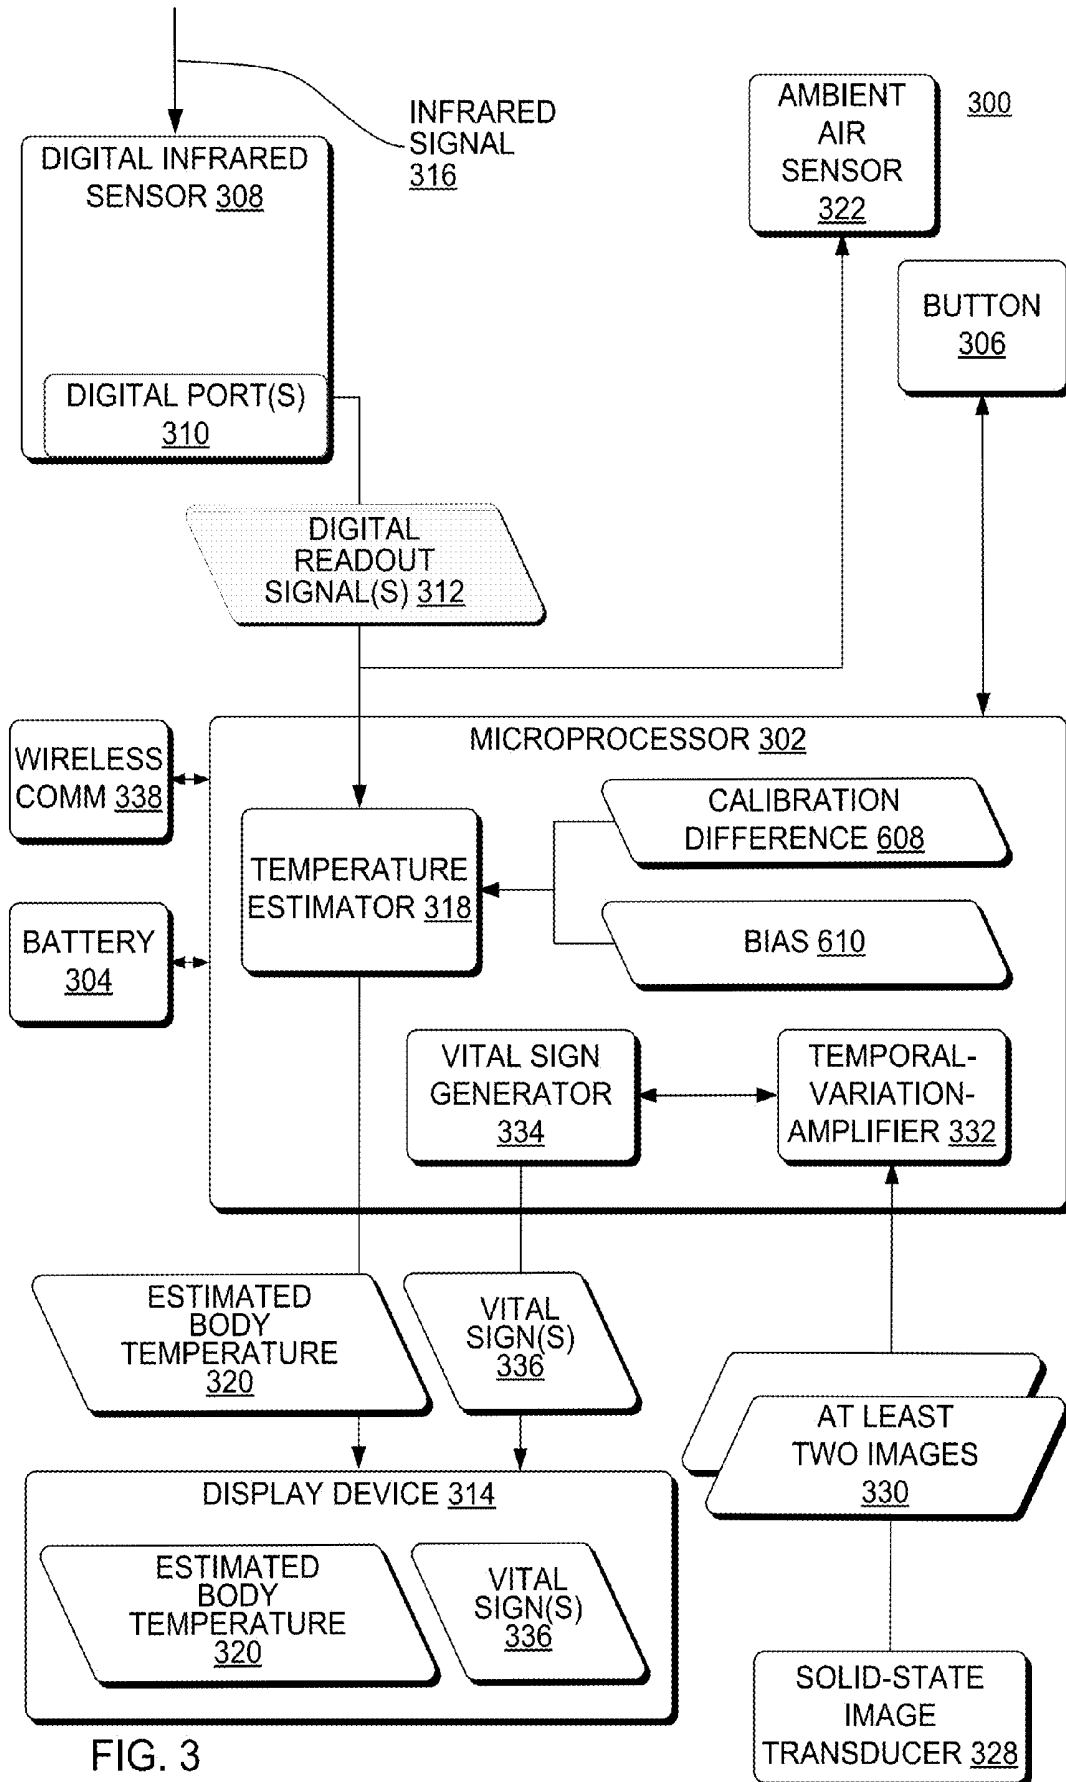 INFRARED
SIGNAL
316
AMBIENT
AIR
SENSOR
322
300
DIGITAL INFRARED
SENSOR 308
BUTTON
306
DIGITAL PORT(S)
310
DIGITAL
READOUT
SIGNAL(S) 312
MICROPROCESSOR 302
WIRELESS
COMM 338
CALIBRATION
DIFFERENCE 608
TEMPERATURE
ESTIMATOR 318
BATTERY
304
BIAS 610
VITAL SIGN
GENERATOR
334
TEMPORAL-
VARIATION-
AMPLIFIER 332
ESTIMATED
BODY
TEMPERATURE
320
VITAL
SIGN(S)
336
AT LEAST
TWO IMAGES
330
DISPLAY DEVICE 314
ESTIMATED
BODY
TEMPERATURE
320
VITAL
SIGN(S)
336
SOLID-STATE
IMAGE
TRANSDUCER 328
FIG. 3